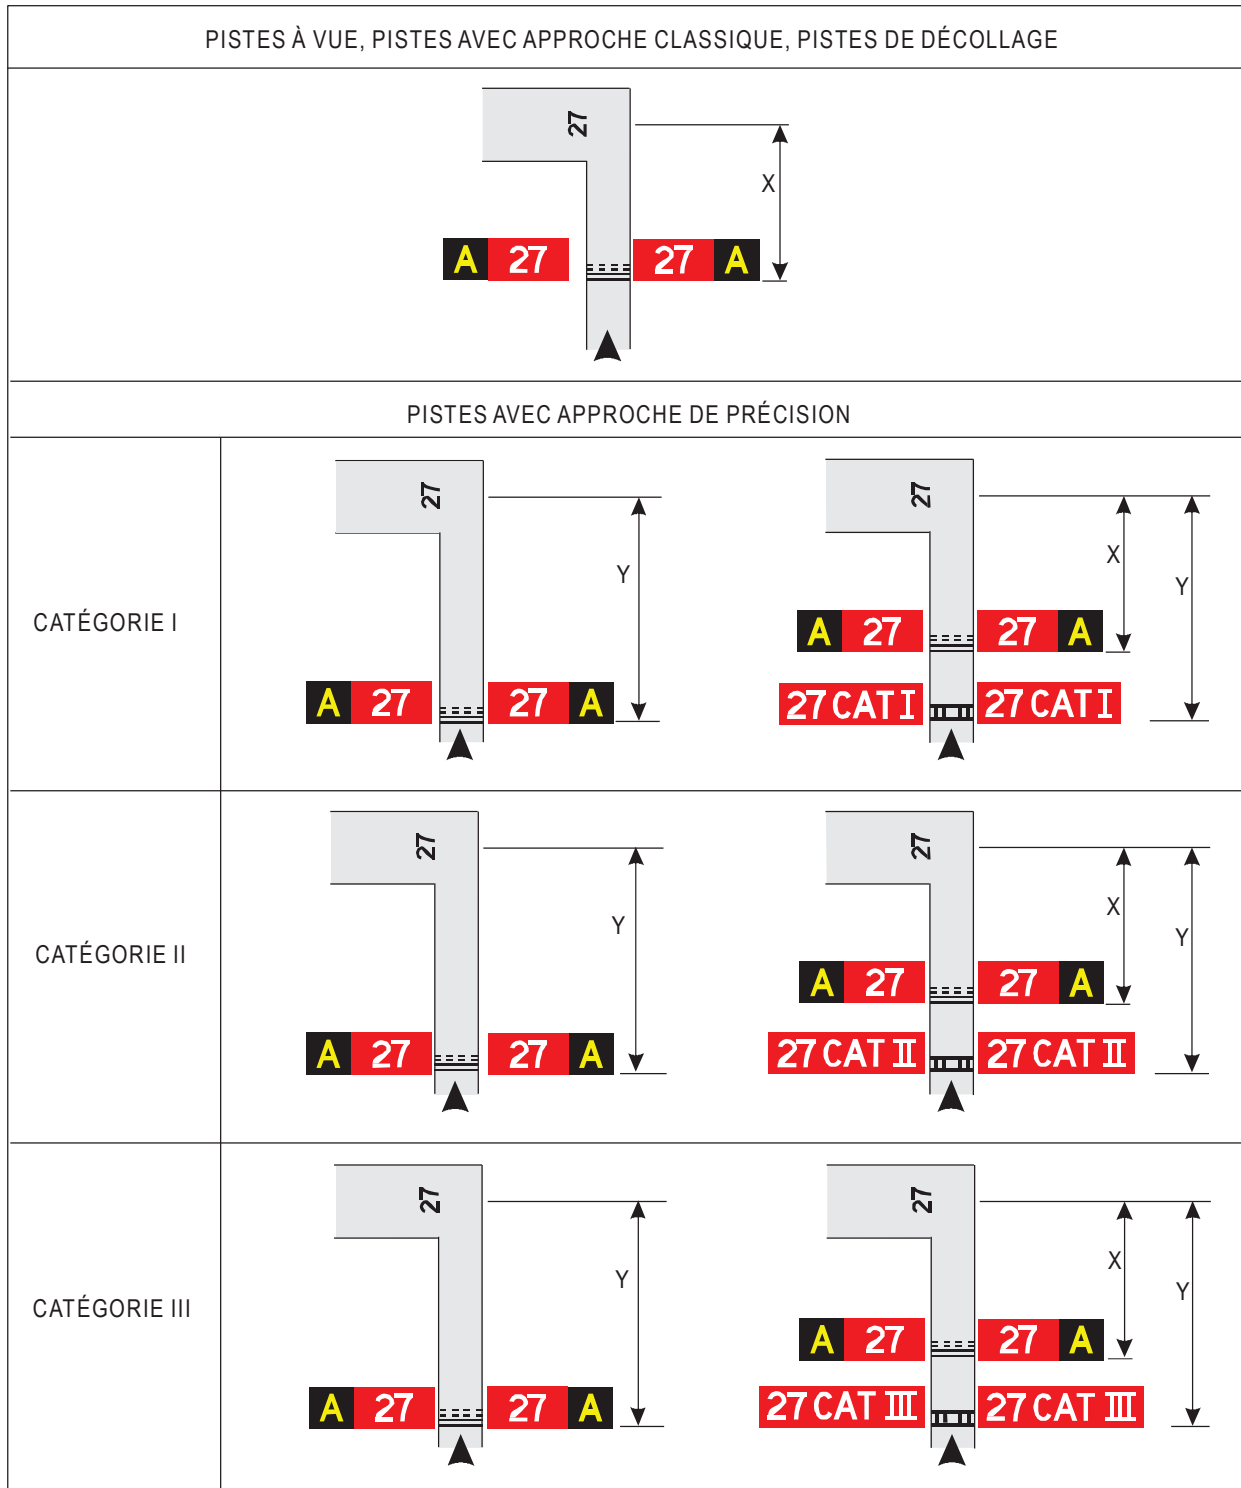 PISTES À VUE, PISTES AVEC APPROCHE CLASSIQUE, PISTES DE DÉCOLLAGE
27
X
A 27 27 A
PISTES AVEC APPROCHE DE PRÉCISION
CATÉGORIE I
27
Y
A 27 27 A
27
X
Y
A 27 27 A
27 CAT I 27 CAT I
CATÉGORIE II
27
Y
A 27 27 A
27
X
Y
A 27 27 A
27 CAT II 27 CAT II
CATÉGORIE III
27
Y
A 27 27 A
27
X
Y
A 27 27 A
27 CAT III 27 CAT III